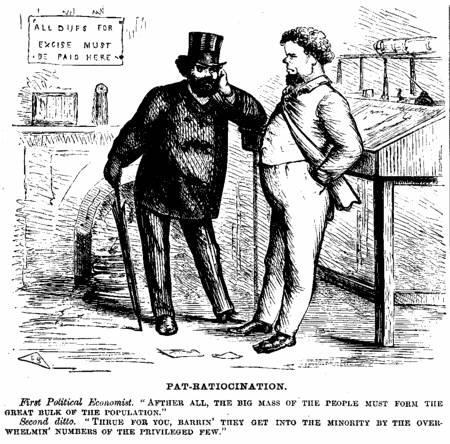 ALL DUES FOR
EXCISE MUST
BE PAID HERE
PAT-RATIOCINATION.
First Political Economist. "AFTHER ALL, THE BIG MASS OF THE PEOPLE MUST FORM THE
GREAT BULK OF THE POPULATION."
Second ditto. "THRUE FOR YOU, BARRIN' THEY GET INTO THE MINORITY BY THE OVER-
WHELMIN' NUMBERS OF THE PRIVILEGED FEW."